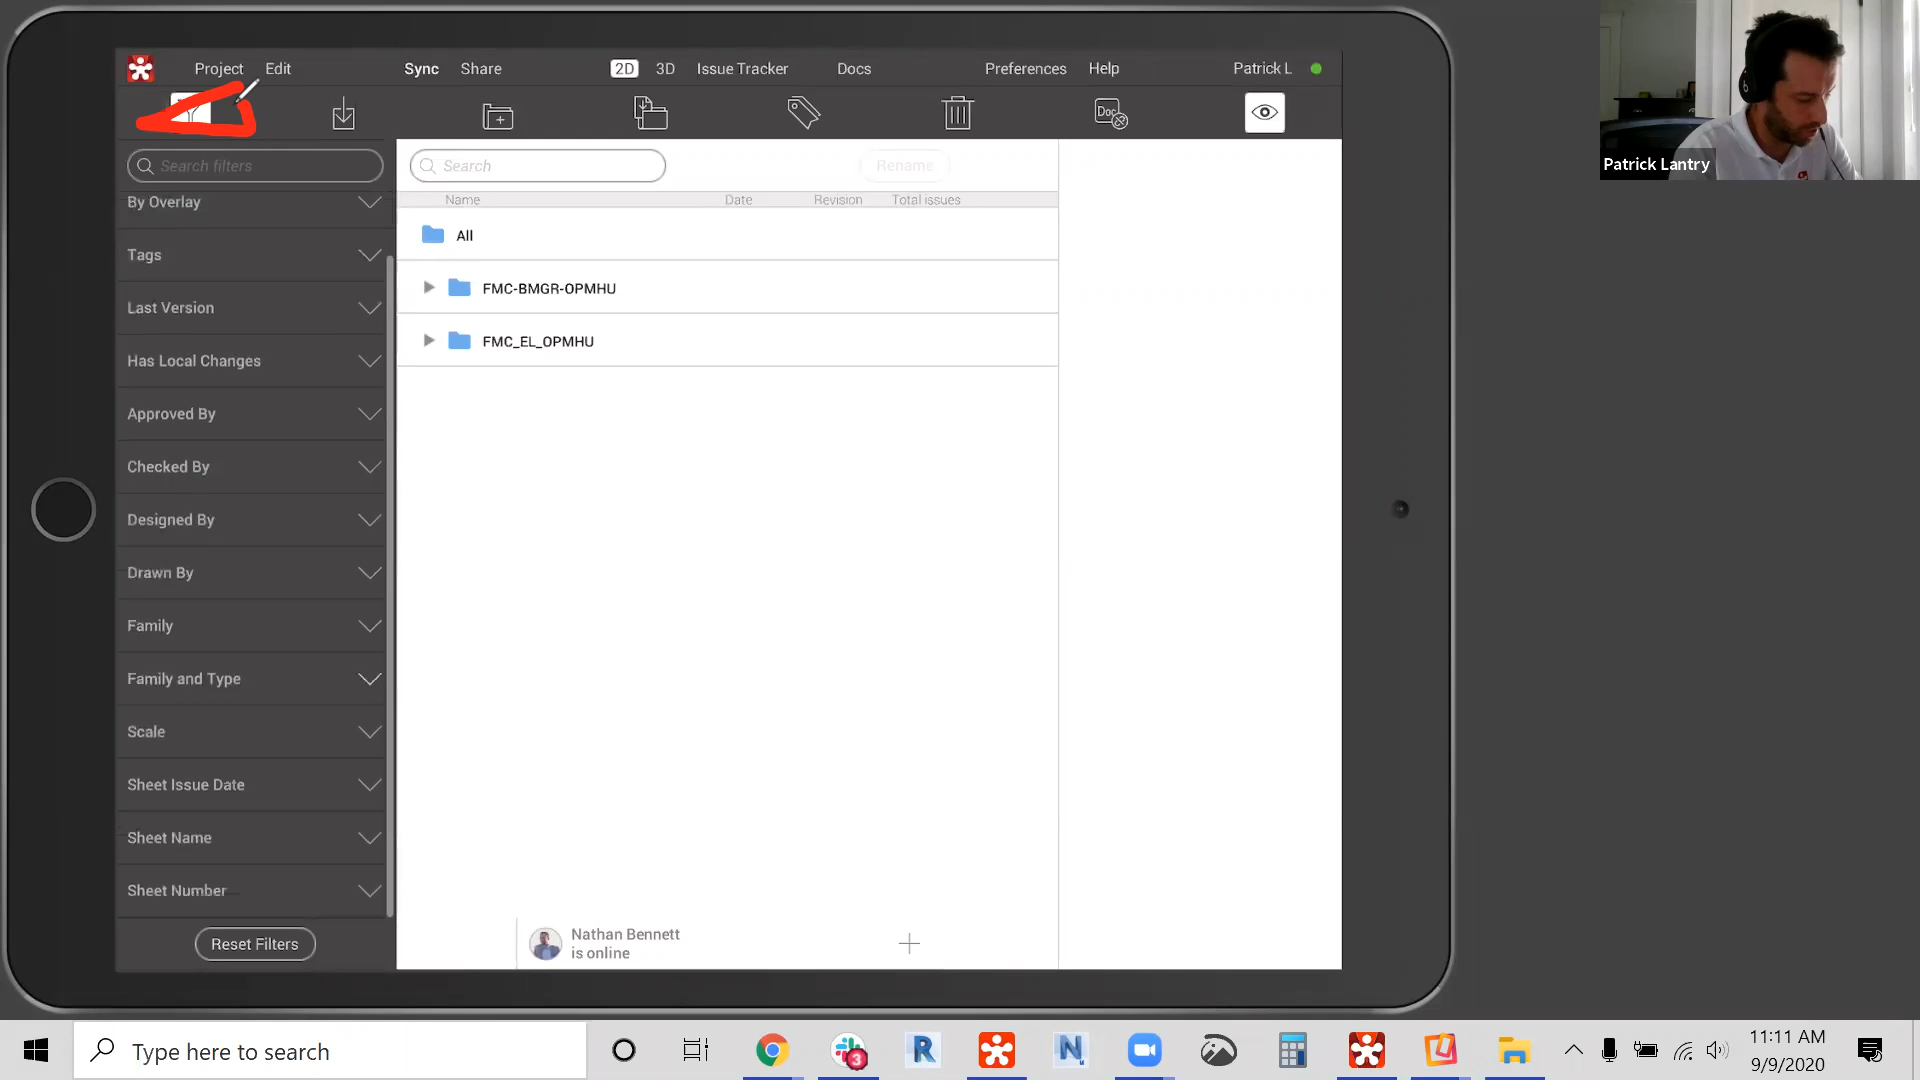 Project Edit Sync Share 2D 3D Issue Tracker Docs Preferences Help Patrick L
Doc
Search filters
Search
Rename
Name Date Revision Total issues
By Overlay
Tags
Last Version
Has Local Changes
Approved By
Checked By
Designed By
Drawn By
Family
Family and Type
Scale
Sheet Issue Date
Sheet Name
Sheet Number
Reset Filters
All
FMC-BMGR-OPMHU
FMC_EL_OPMHU
Nathan Bennett
is online
Patrick Lantry
Type here to search
3
R
N
11:11 AM
9/9/2020